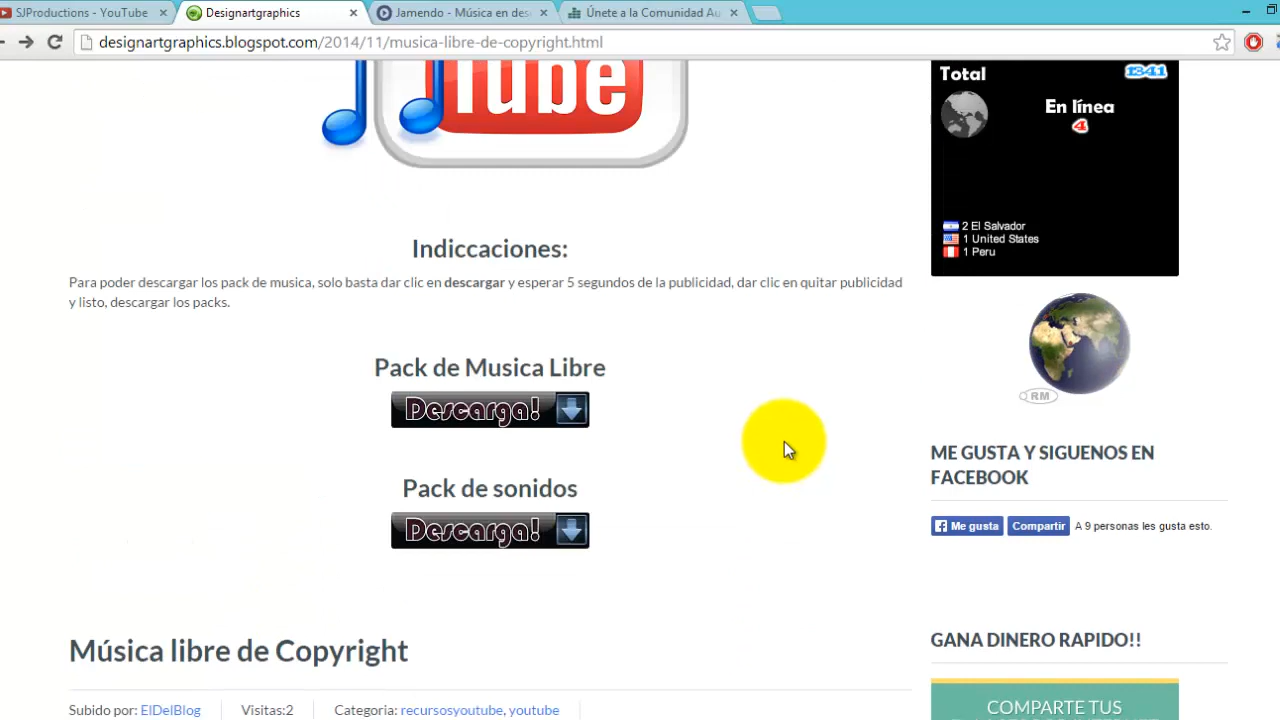 SJProductions - YouTube
Designartgraphics
Jamendo - Música en des
Únete a la Comunidad Au
designartgraphics.blogspot.com/2014/11/musica-libre-de-copyright.html
Tube
Total
1341
En línea
4
2 El Salvador
1 United States
1 Peru
Indiccaciones:
Para poder descargar los pack de musica, solo basta dar clic en descargar y esperar 5 segundos de la publicidad, dar clic en quitar publicidad
y listo, descargar los packs.
RM
Pack de Musica Libre
Descarga!
ME GUSTA Y SIGUENOS EN
FACEBOOK
Pack de sonidos
Descarga!
Me gusta
Compartir
A 9 personas les gusta esto.
GANA DINERO RAPIDO!!
Música libre de Copyright
Subido por: ElDelBlog
Visitas:2
Categoria: recursosyoutube, youtube
COMPARTE TUS